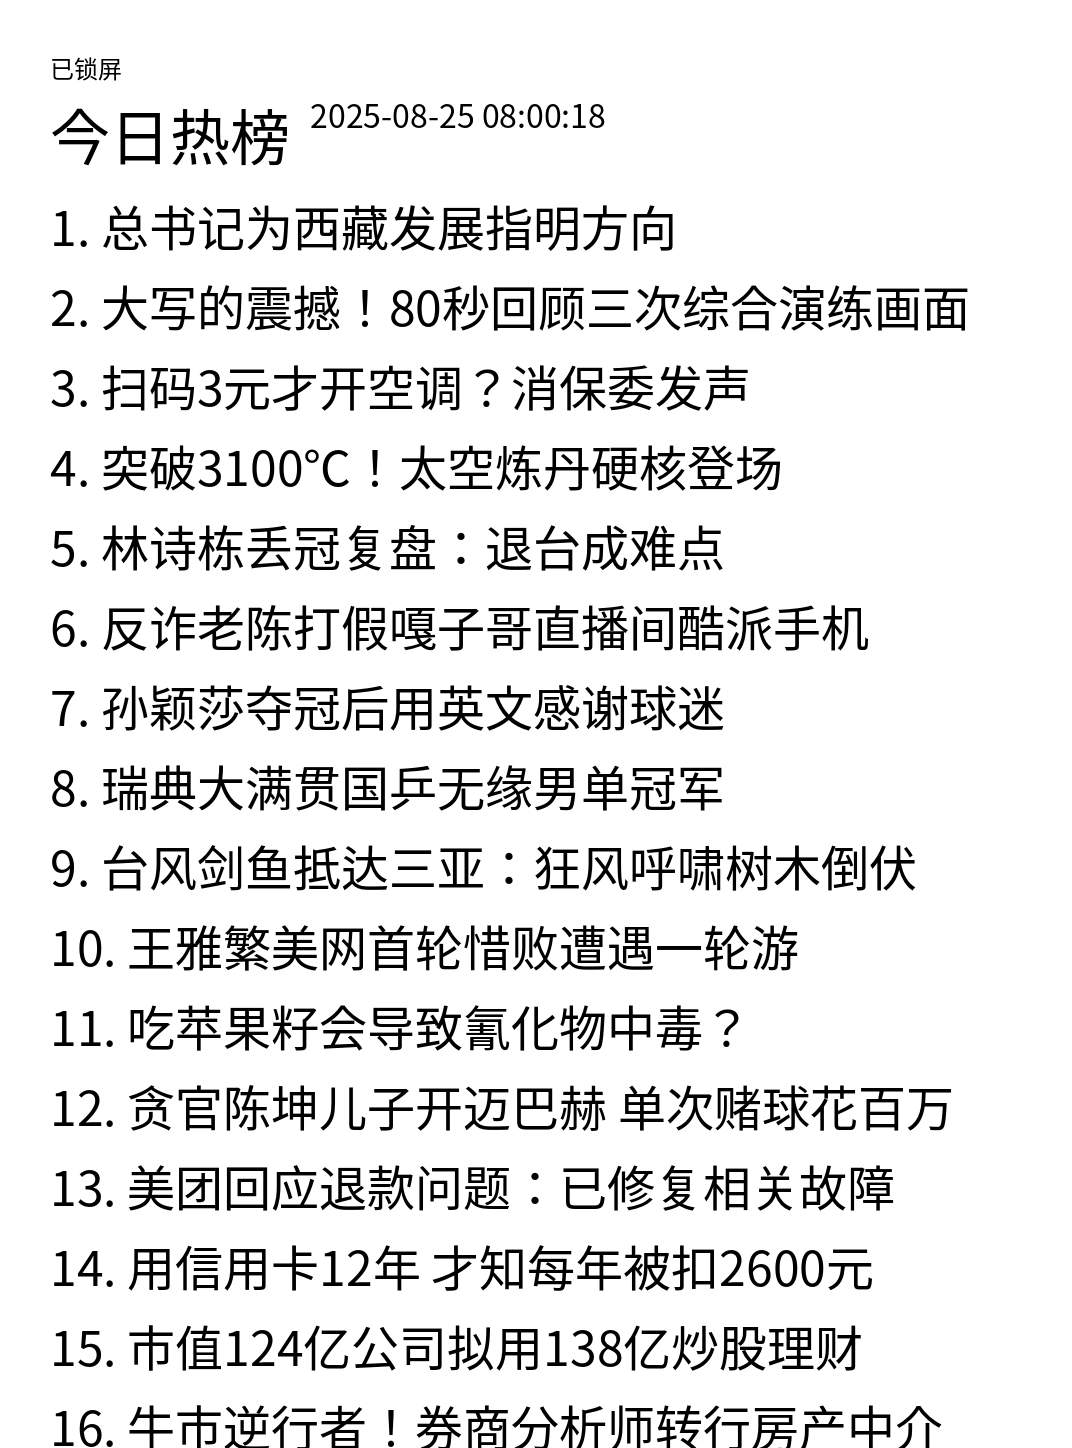 已锁屏
今日热榜 2025-08-25 08:00:18
1. 总书记为西藏发展指明方向
2. 大写的震撼！80秒回顾三次综合演练画面
3. 扫码3元才开空调？消保委发声
4. 突破3100℃！太空炼丹硬核登场
5. 林诗栋丢冠复盘：退台成难点
6. 反诈老陈打假嘎子哥直播间酷派手机
7. 孙颖莎夺冠后用英文感谢球迷
8. 瑞典大满贯国乒无缘男单冠军
9. 台风剑鱼抵达三亚：狂风呼啸树木倒伏
10. 王雅繁美网首轮惜败遭遇一轮游
11. 吃苹果籽会导致氰化物中毒？
12. 贪官陈坤儿子开迈巴赫 单次赌球花百万
13. 美团回应退款问题：已修复相关故障
14. 用信用卡12年 才知每年被扣2600元
15. 市值124亿公司拟用138亿炒股理财
16. 牛市逆行者！券商分析师转行房产中介